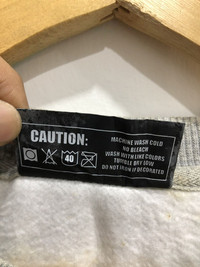 CAUTION:
40
MACHINE WASH COLD
NO BLEACH
WASH WITH LIKE COLORS
TUMBLE DRY LOW
DO NOT IRON IF DECORATED